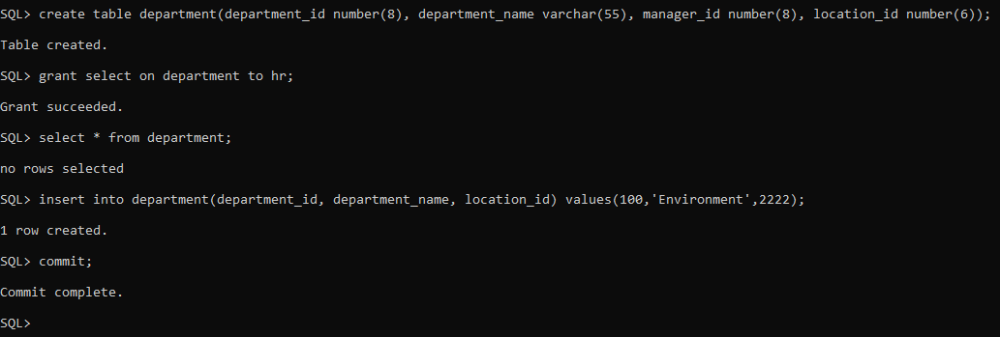 SQL> create table department(department_id number(8), department_name varchar(55), manager_id number(8), location_id number(6));
Table created.
SQL> grant select on department to hr;
Grant succeeded.
SQL> select * from department;
no rows selected
SQL> insert into department(department_id, department_name, location_id) values(100,'Environment',2222);
1 row created.
SQL> commit;
Commit complete.
SQL>